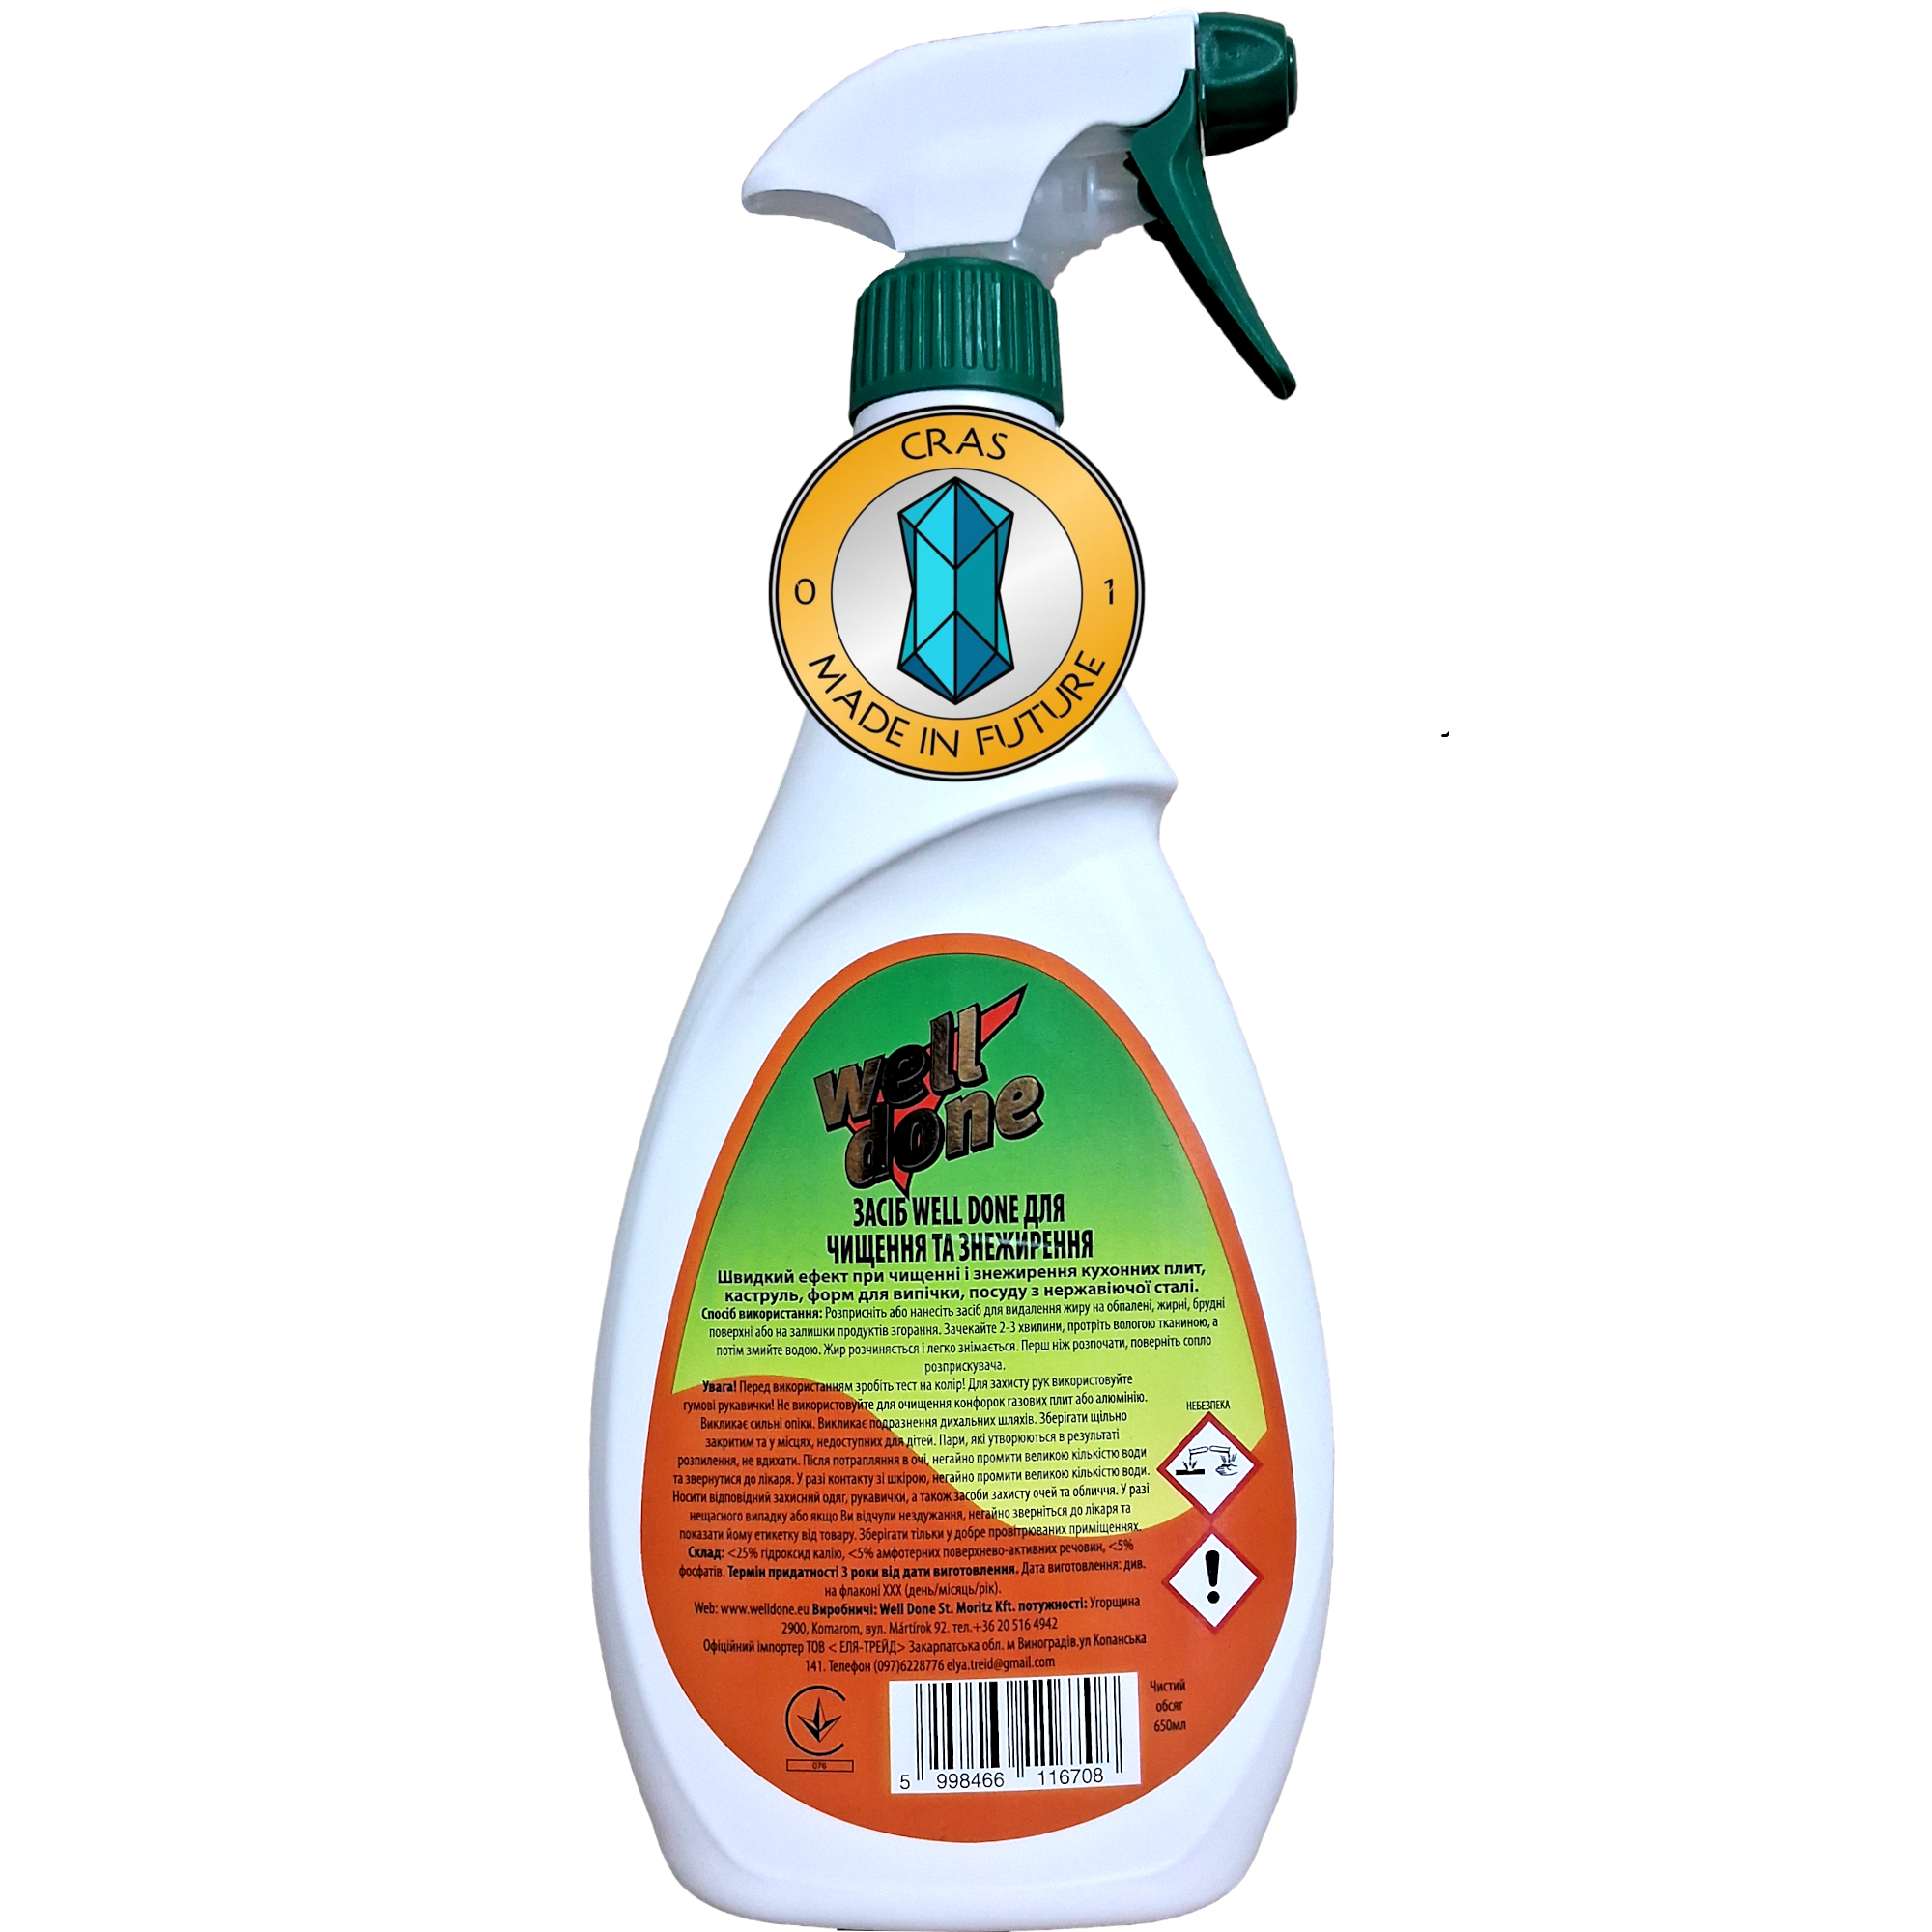 CRAS
0 1
MADE IN FUTURE
well
done
ЗАСІБ WELL DONE ДЛЯ
ЧИЩЕННЯ ТА ЗНЕЖИРЕННЯ
Швидкий ефект при чищенні і знежирення кухонних плит,
каструль, форм для випічки, посуду з нержавіючої сталі.
Спосіб використання: Розприсніть або нанесіть засіб для видалення жиру на обпалені, жирні, брудні
поверхні або на залишки продуктів згорання. Зачекайте 2-3 хвилини, протріть вологою тканиною, а
потім змийте водою. Жир розчиняється і легко знімається. Перш ніж розпочати, поверніть сопло
розприскувача.
Увага! Перед використанням зробіть тест на колір! Для захисту рук використовуйте
гумові рукавички! Не використовуйте для очищення конфорок газових плит або алюмінію.
Викликає сильні опіки. Викликає подразнення дихальних шляхів. Зберігати щільно
закритим та у місцях, недоступних для дітей. Пари, які утворюються в результаті
розпилення, не вдихати. Після потрапляння в очі, негайно промити великою кількістю води
та звернутися до лікаря. У разі контакту зі шкірою, негайно промити великою кількістю води.
Носити відповідний захисний одяг, рукавички, а також засоби захисту очей та обличчя. У разі
нещасного випадку або якщо Ви відчули нездужання, негайно зверніться до лікаря та
показати йому етикетку від товару. Зберігати тільки у добре провітрюваних приміщеннях.
Склад: <25% гідроксид калію, <5% амфотерних поверхнево-активних речовин, <5%
фосфатів. Термін придатності 3 роки від дати виготовлення. Дата виготовлення: див.
на флаконі XXX (день/місяць/рік).
Web: www.welldone.eu Виробничі: Well Done St. Moritz Kft. потужності: Угорщина
2900, Komarom, вул. Mártírok 92. тел.+36 20 516 4942
Офіційний імпортер ТОВ < ЕЛЯ-ТРЕЙД> Закарпатська обл. м Виноградів.ул Копанська
141. Телефон (097)6228776 elya.treid@gmail.com
НЕБЕЗПЕКА
076
5 998466 116708
Чистий
обсяг
650мл